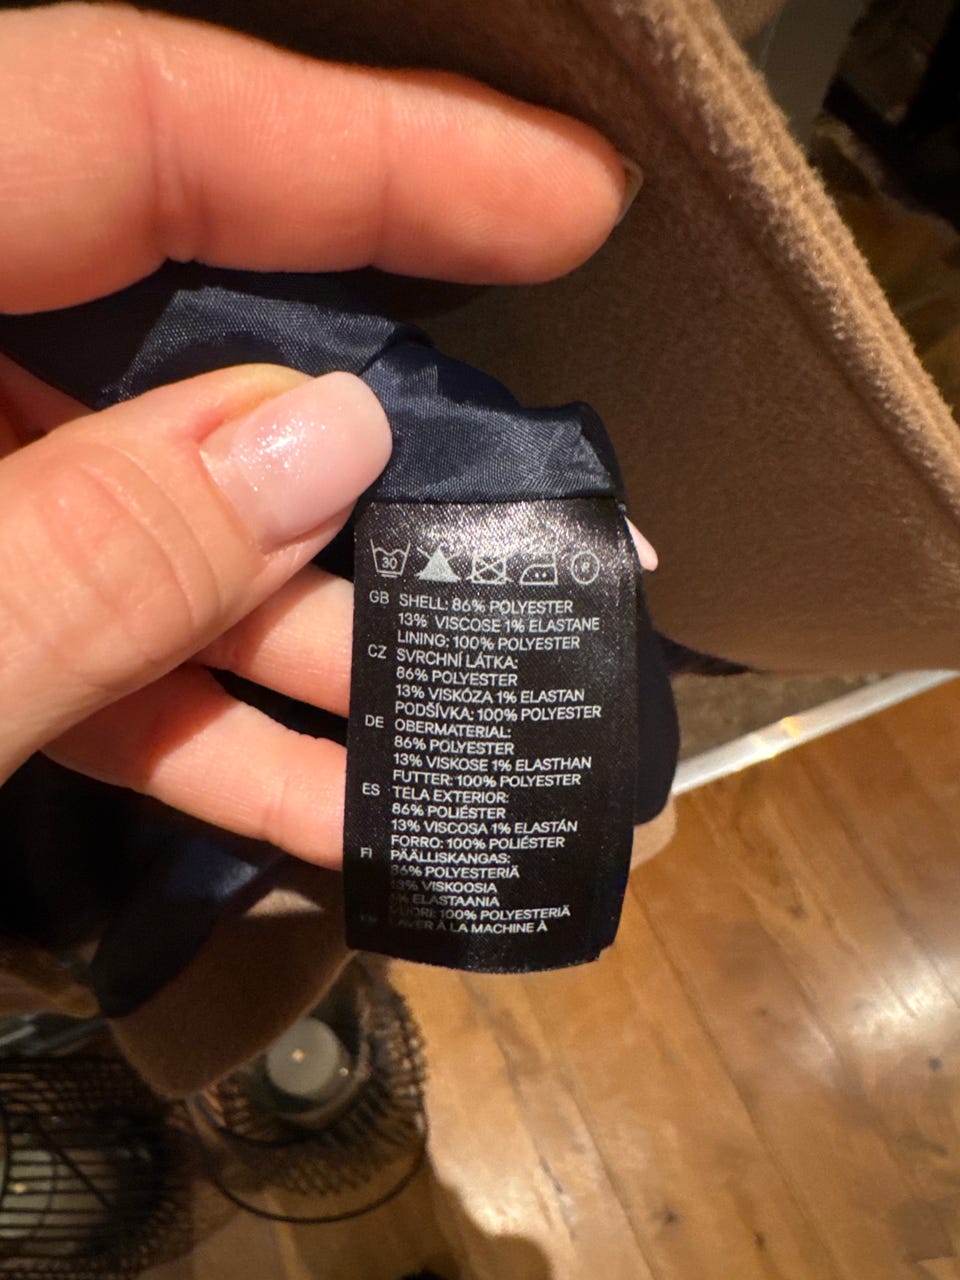 30
GB SHELL: 86% POLYESTER
13% VISCOSE 1% ELASTANE
LINING: 100% POLYESTER
CZ SVRCHNÍ LÁTKA:
86% POLYESTER
13% VISKÓZA 1% ELASTAN
PODŠÍVKA: 100% POLYESTER
DE OBERMATERIAL:
86% POLYESTER
13% VISKOSE 1% ELASTHAN
FUTTER: 100% POLYESTER
ES TELA EXTERIOR:
86% POLIÉSTER
13% VISCOSA 1% ELASTÁN
FORRO: 100% POLIÉSTER
FI PÄÄLLISKANGAS:
86% POLYESTERIÄ
13% VISKOOSIA
1% ELASTAANIA
VUORI: 100% POLYESTERIÄ
LAVER À LA MACHINE À